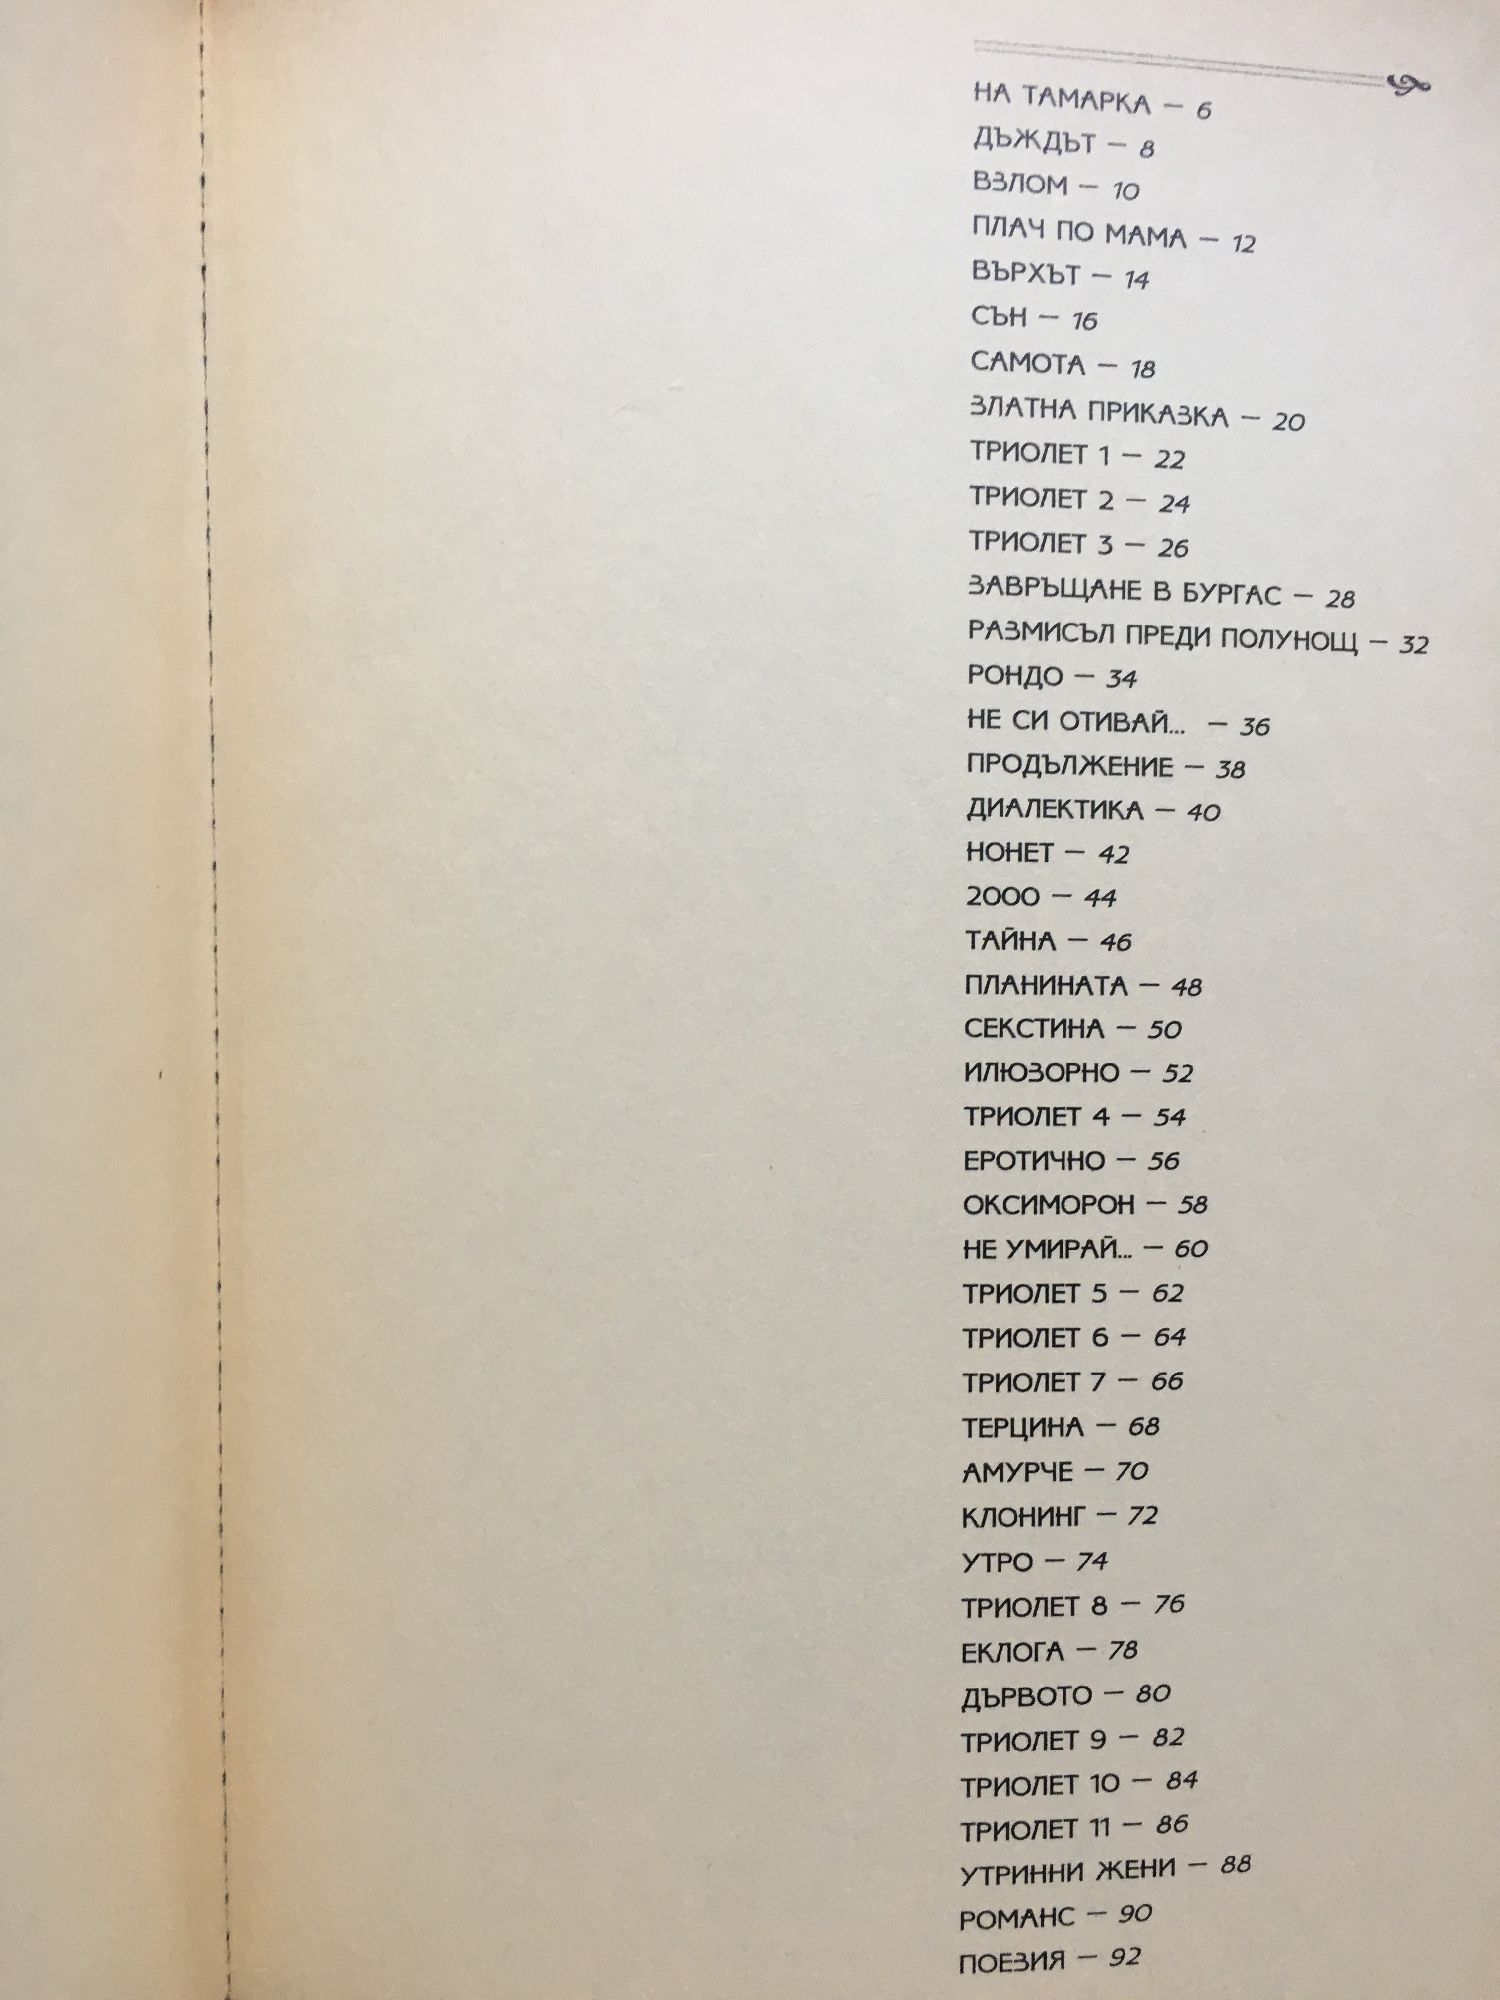 НА ТАМАРКА – 6
ДЪЖДЪТ – 8
ВЗЛОМ – 10
ПЛАЧ ПО МАМА – 12
ВЪРХЪТ – 14
СЪН – 16
САМОТА – 18
ЗЛАТНА ПРИКАЗКА – 20
ТРИОЛЕТ 1 – 22
ТРИОЛЕТ 2 – 24
ТРИОЛЕТ 3 – 26
ЗАВРЪЩАНЕ В БУРГАС – 28
РАЗМИСЪЛ ПРЕДИ ПОЛУНОЩ – 32
РОНДО – 34
НЕ СИ ОТИВАЙ... – 36
ПРОДЪЛЖЕНИЕ – 38
ДИАЛЕКТИКА – 40
НОНЕТ – 42
2000 – 44
ТАЙНА – 46
ПЛАНИНАТА – 48
СЕКСТИНА – 50
ИЛЮЗОРНО – 52
ТРИОЛЕТ 4 – 54
ЕРОТИЧНО – 56
ОКСИМОРОН – 58
НЕ УМИРАЙ... – 60
ТРИОЛЕТ 5 – 62
ТРИОЛЕТ 6 – 64
ТРИОЛЕТ 7 – 66
ТЕРЦИНА – 68
АМУРЧЕ – 70
КЛОНИНГ – 72
УТРО – 74
ТРИОЛЕТ 8 – 76
ЕКЛОГА – 78
ДЪРВОТО – 80
ТРИОЛЕТ 9 – 82
ТРИОЛЕТ 10 – 84
ТРИОЛЕТ 11 – 86
УТРИННИ ЖЕНИ – 88
РОМАНС – 90
ПОЕЗИЯ – 92